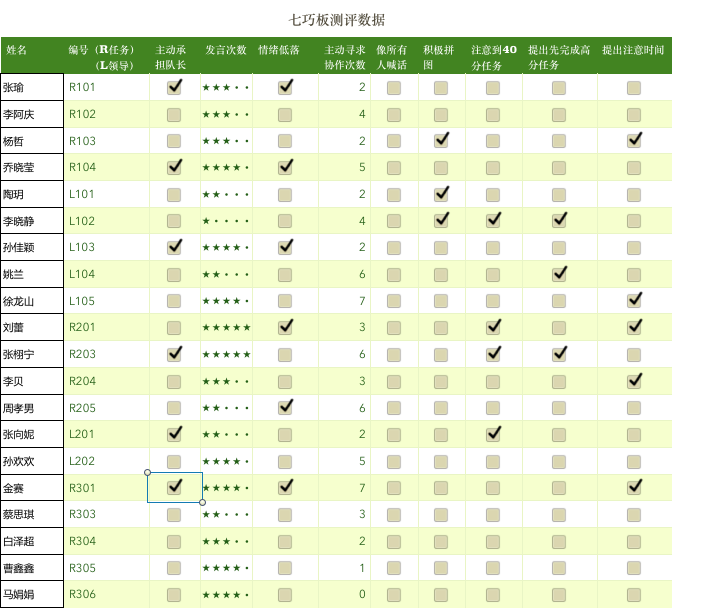 七巧板测评数据
姓名 编号（R任务）（L领导） 主动承担队长 发言次数 情绪低落 主动寻求协作次数 像所有人喊话 积极拼图 注意到40分任务 提出先完成高分任务 提出注意时间
张瑜 R101 ✔ ★★★•• ✔ 2
李阿庆 R102 ★★★•• 4
杨哲 R103 ★★★•• 2 ✔ ✔
乔晓莹 R104 ✔ ★★★★• ✔ 5
陶玥 L101 ★★••• 2 ✔
李晓静 L102 ★•••• 4 ✔ ✔ ✔
孙佳颖 L103 ✔ ★★★★• ✔ 2
姚兰 L104 ★★••• 6 ✔
徐龙山 L105 ★★★★• 7 ✔
刘蕾 R201 ★★★★★ ✔ 3 ✔ ✔
张栩宁 R203 ✔ ★★★★★ 6 ✔ ✔
李贝 R204 ★★★•• 3 ✔
周孝男 R205 ★★••• ✔ 6
张向妮 L201 ✔ ★★••• 2 ✔
孙欢欢 L202 ★★★★• 5
金赛 R301 ✔ ★★★★• ✔ 7 ✔
蔡思琪 R303 ★★••• 3
白泽超 R304 ★★★•• 2
曹鑫鑫 R305 ★★★★• 1
马娟娟 R306 ★★★★• 0